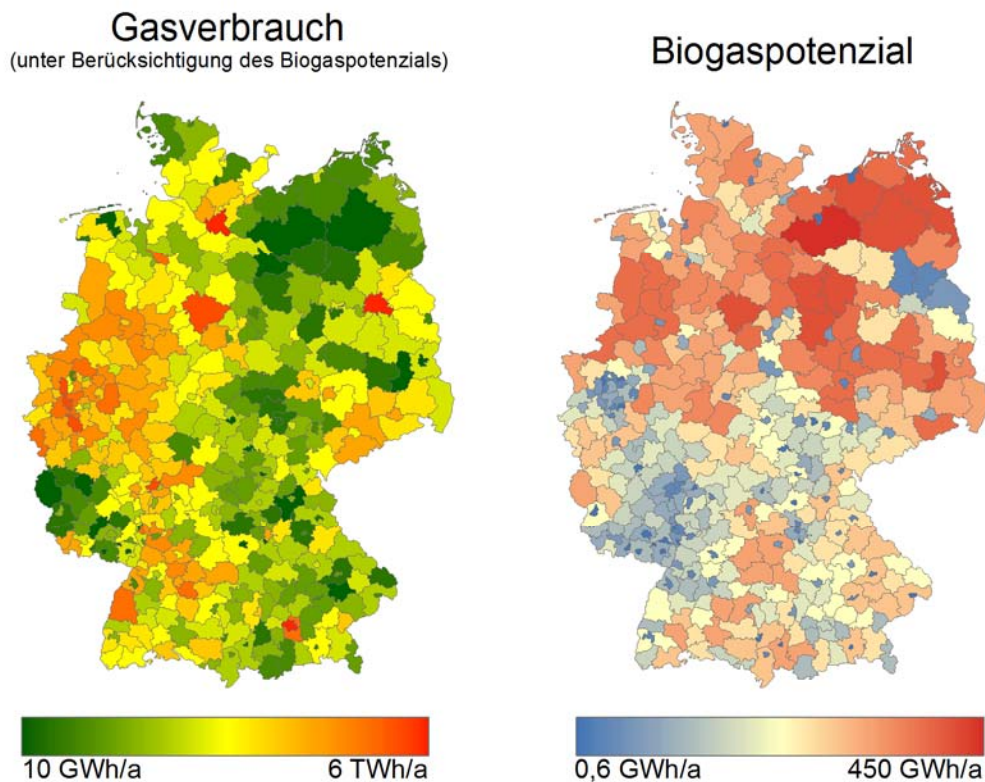 Gasverbrauch
(unter Berücksichtigung des Biogaspotenzials)
Biogaspotenzial
10 GWh/a
6 TWh/a
0,6 GWh/a
450 GWh/a